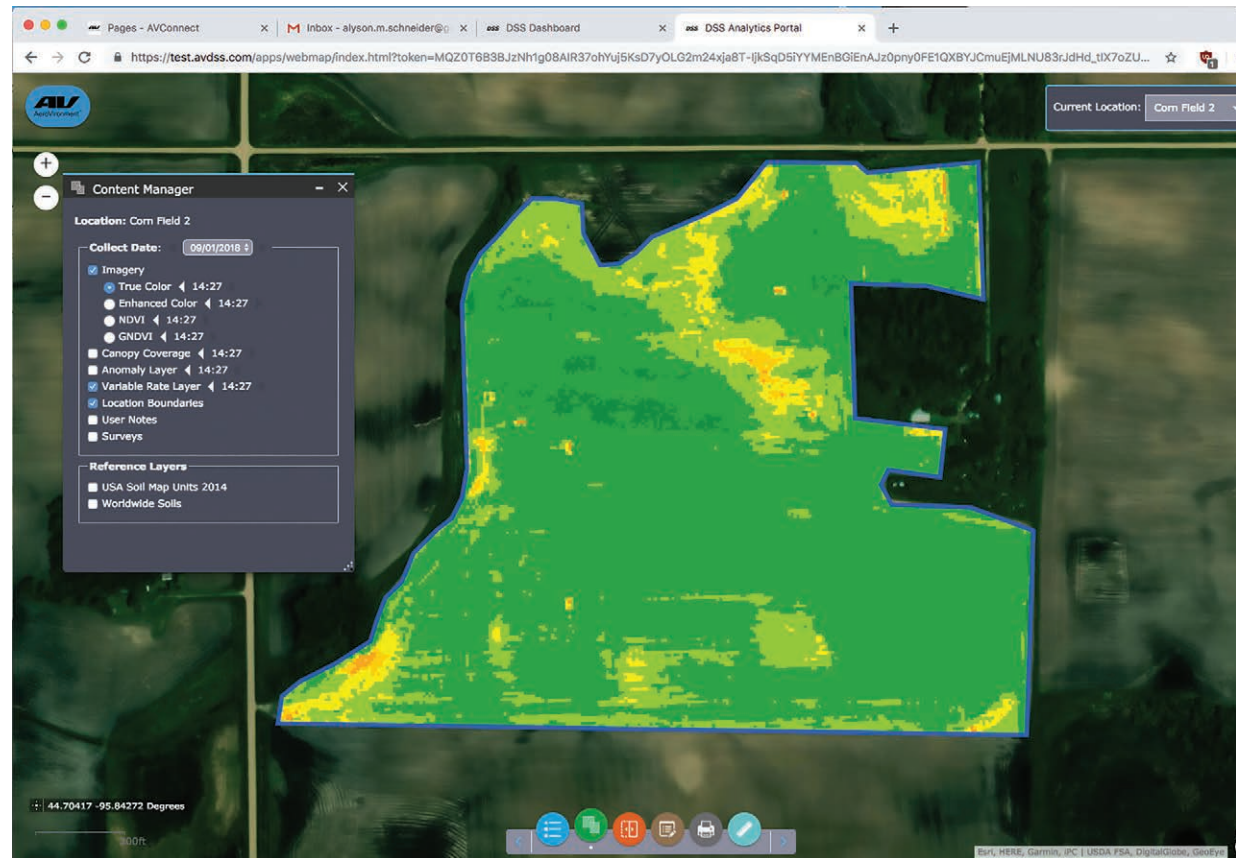 Pages - AVConnect
Inbox - alyson.m.schneider@g
DSS Dashboard
DSS Analytics Portal
https://test.avdss.com/apps/webmap/index.html?token=
AV
AeroVironment
Current Location: Corn Field 2
Content Manager
Location: Corn Field 2
Collect Date: 09/01/2018
Imagery
True Color 14:27
Enhanced Color 14:27
NDVI 14:27
GNDVI 14:27
Canopy Coverage 14:27
Anomaly Layer 14:27
Variable Rate Layer 14:27
Location Boundaries
User Notes
Surveys
Reference Layers
USA Soil Map Units 2014
Worldwide Soils
44.70417 -95.84272 Degrees
Esri, HERE, Garmin, iPC | USDA FSA, DigitalGlobe, GeoEye